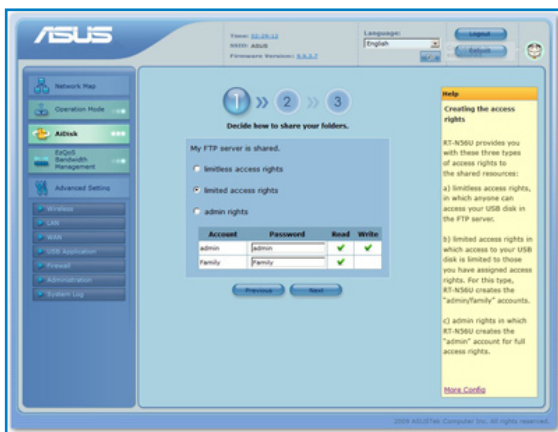 ASUS
Time: 02:29:12
SSID: ASUS
Firmware Version:
Language:
English
Logout
Reboot
Network Map
Operation Mode
AiDisk
EzQoS
Bandwidth
Management
Advanced Setting
Wireless
LAN
WAN
USB Application
Firewall
Administration
System Log
1 » 2 » 3
Decide how to share your folders.
My FTP server is shared.
limitless access rights
limited access rights
admin rights
Account Password Read Write
admin admin
Family Family
Previous Next
Help
Creating the access
rights
RT-N56U provides you
with these three types
of access rights to
the shared resources:
a) limitless access rights,
in which anyone can
access your USB disk in
the FTP server.
b) limited access rights in
which access to your USB
disk is limited to those
you have assigned access
rights. For this type,
RT-N56U creates the
"admin/family" accounts.
c) admin rights in which
RT-N56U creates the
"admin" account for full
access rights.
More Config
2009 ASUSTek Computer Inc. All rights reserved.